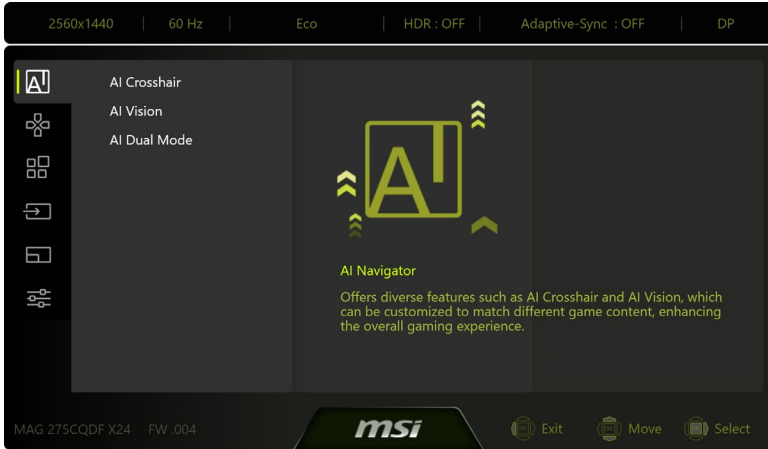 2560x1440 | 60 Hz | Eco | HDR : OFF | Adaptive-Sync : OFF | DP
AI Crosshair
AI Vision
AI Dual Mode
AI
AI Navigator
Offers diverse features such as AI Crosshair and AI Vision, which
can be customized to match different game content, enhancing
the overall gaming experience.
MAG 275CQDF X24 FW .004
msi
Exit Move Select